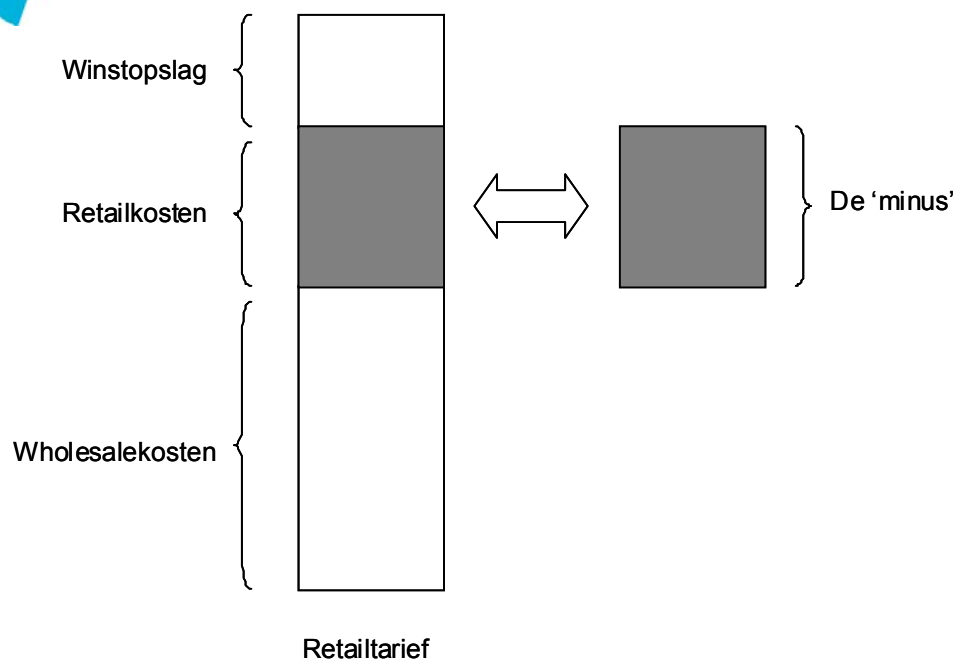 Winstopslag
Retailkosten
De ‘minus’
Wholesalekosten
Retailtarief